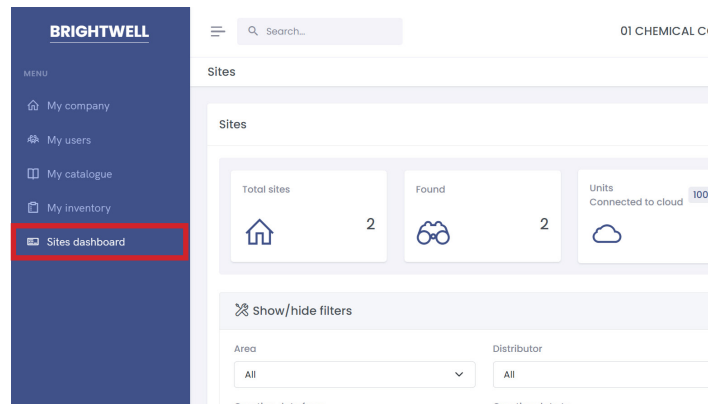 BRIGHTWELL
Search...
01 CHEMICAL
MENU
Sites
My company
My users
My catalogue
My inventory
Sites dashboard
Sites
Total sites
2
Found
2
Units
Connected to cloud
100
Show/hide filters
Area
All
Distributor
All